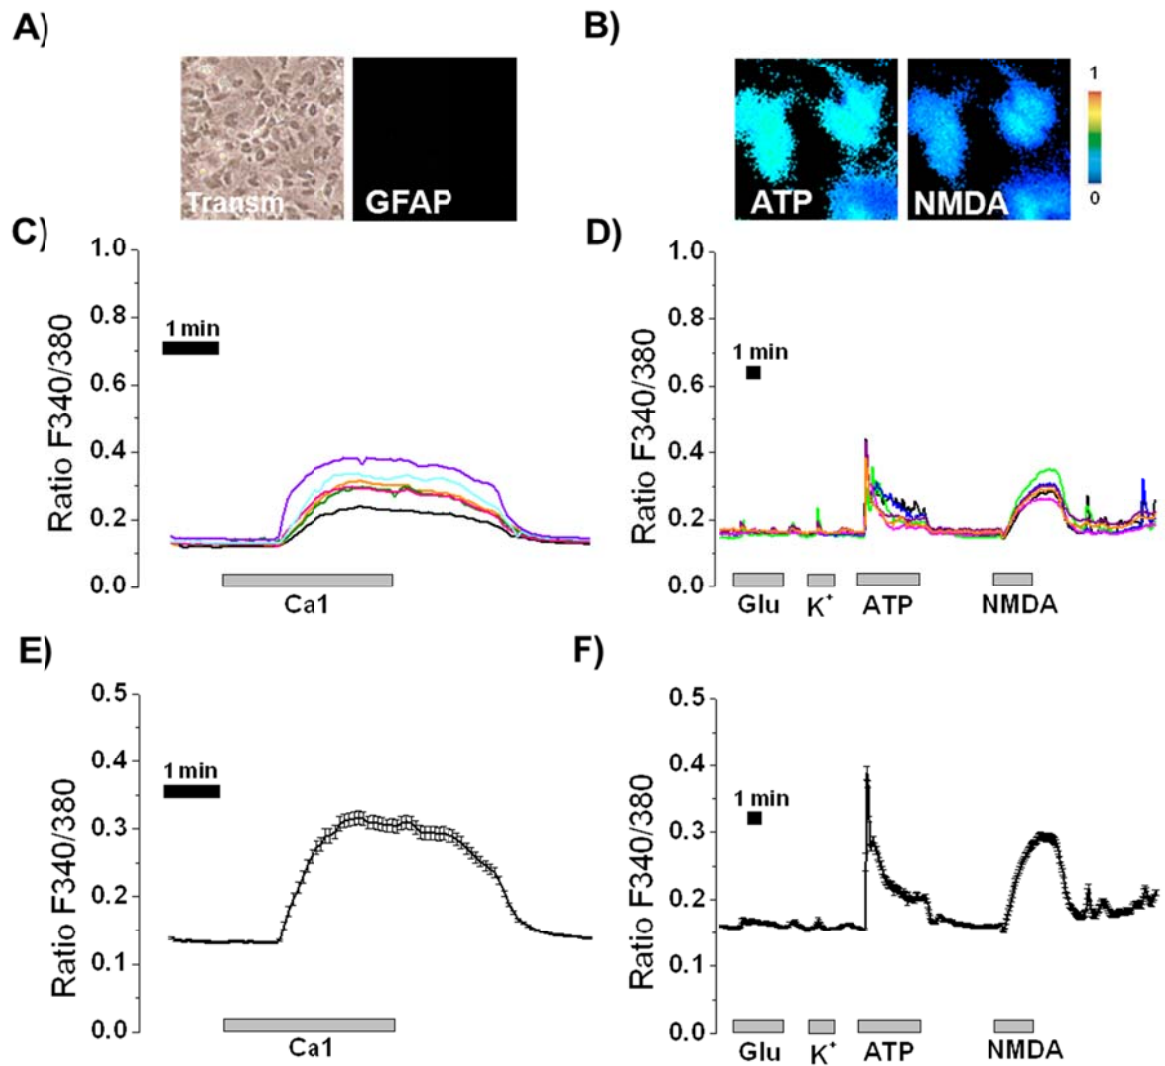 A)
B)
Transm
GFAP
ATP
NMDA
1
0
C)
1.0
0.8
0.6
0.4
0.2
0.0
Ratio F340/380
1 min
Ca1
D)
1.0
0.8
0.6
0.4
0.2
0.0
Ratio F340/380
1 min
Glu
K⁺
ATP
NMDA
E)
0.5
0.4
0.3
0.2
0.1
0.0
Ratio F340/380
1 min
Ca1
F)
0.5
0.4
0.3
0.2
0.1
0.0
Ratio F340/380
1 min
Glu
K⁺
ATP
NMDA